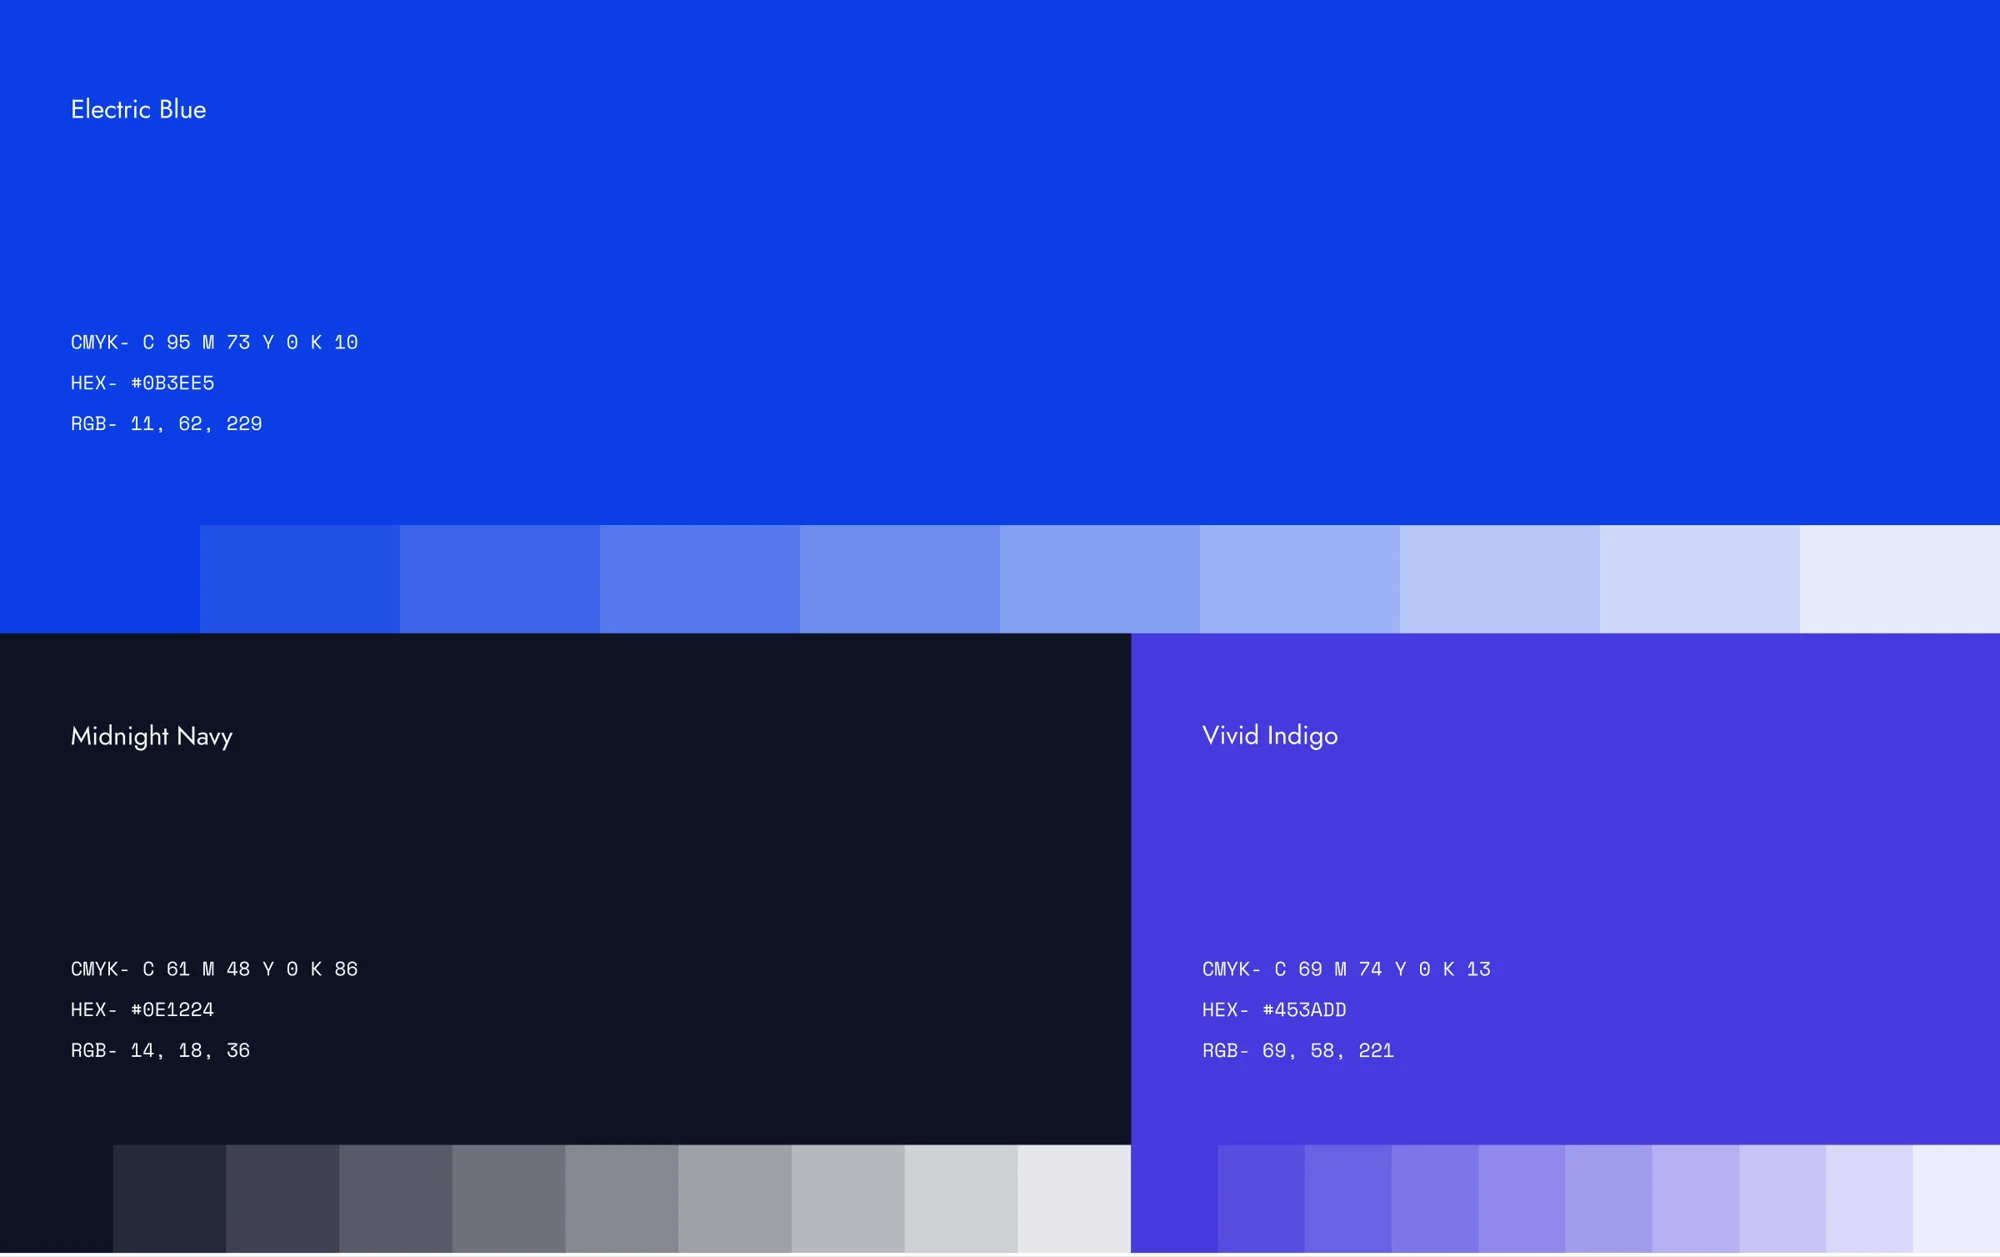 Electric Blue
CMYK- C 95 M 73 Y 0 K 10
HEX- #0B3EE5
RGB- 11, 62, 229
Midnight Navy
CMYK- C 61 M 48 Y 0 K 86
HEX- #0E1224
RGB- 14, 18, 36
Vivid Indigo
CMYK- C 69 M 74 Y 0 K 13
HEX- #453ADD
RGB- 69, 58, 221